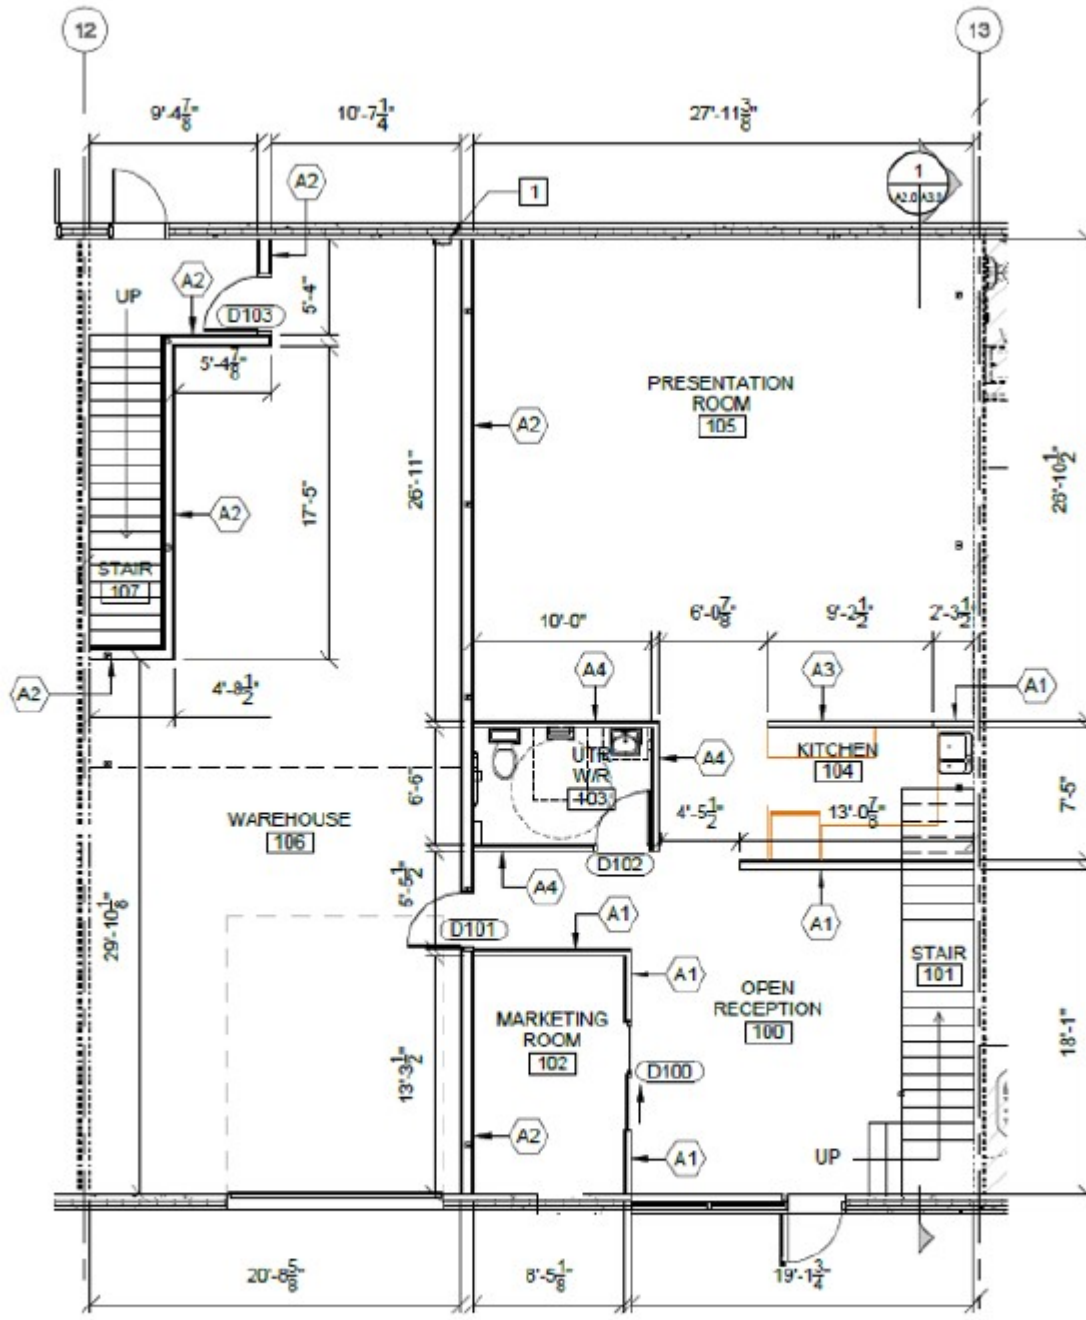 12
13
9'-4 7/8"
10'-7 1/4"
27'-11 3/8"
A2
1
1
A2.0
A3.0
UP
A2
D103
5'-4"
5'-4 7/8"
PRESENTATION
ROOM
105
A2
26'-11"
26'-10 1/2"
17'-5"
A2
STAIR
107
10'-0"
6'-0 7/8"
9'-2 1/2"
2'-3 1/2"
A2
4'-8 1/2"
A4
A3
A1
UTR
W/R
103
A4
KITCHEN
104
6'-6"
4'-5 1/2"
13'-0 7/8"
7'-5"
WAREHOUSE
106
D102
5'-5 1/2"
A4
A1
A1
D101
29'-10 1/8"
A1
STAIR
101
OPEN
RECEPTION
100
MARKETING
ROOM
102
D100
13'-3 1/2"
18'-1"
A2
A1
UP
20'-8 5/8"
8'-5 1/8"
19'-1 3/4"